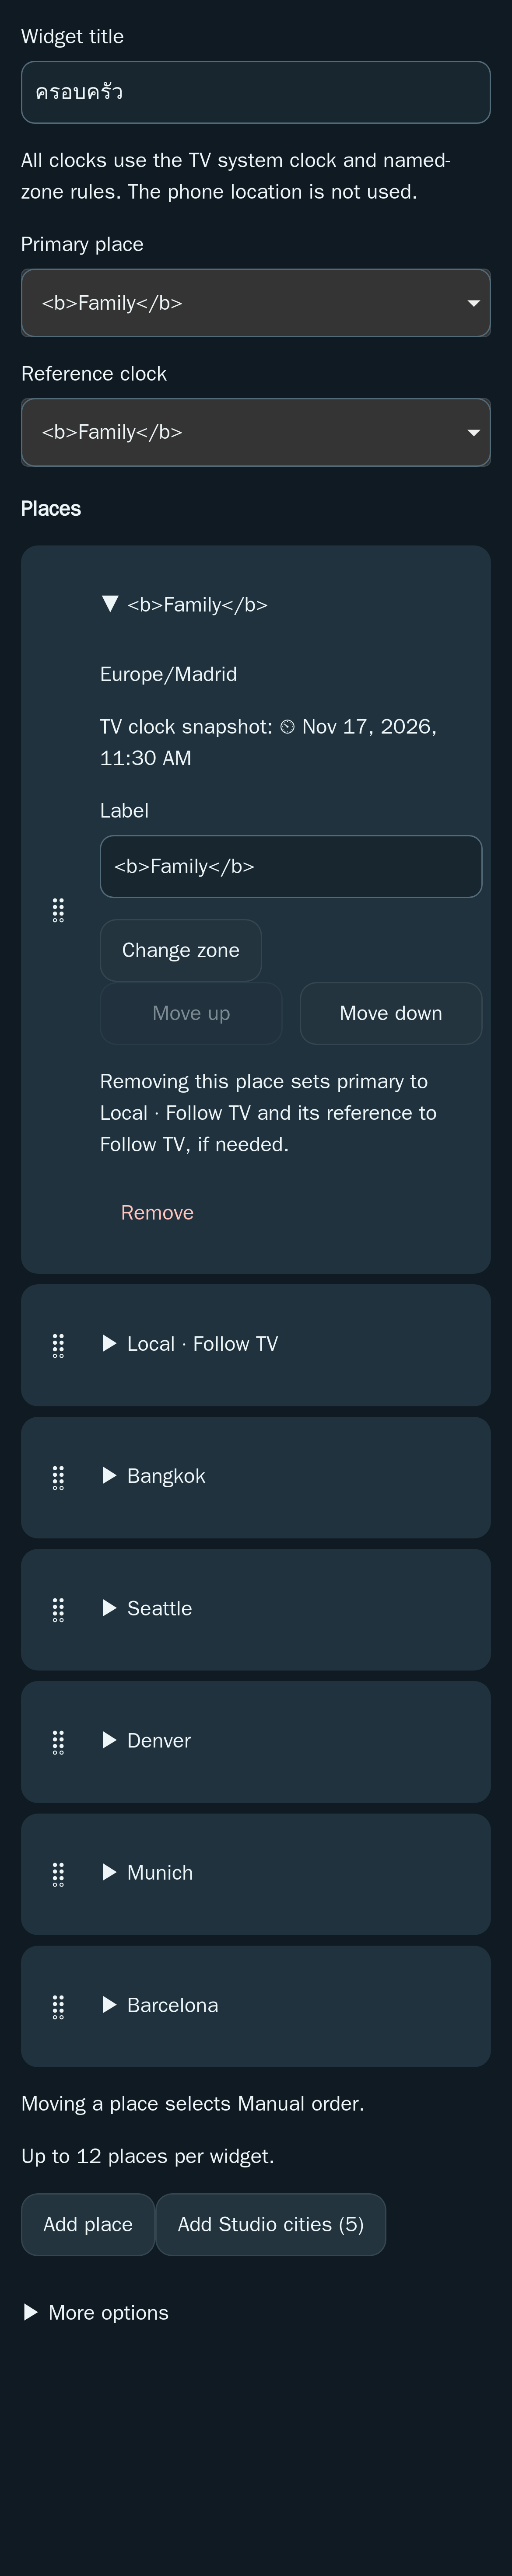 Widget title
ครอบครัว
All clocks use the TV system clock and named-
zone rules. The phone location is not used.
Primary place
<b>Family</b>
Reference clock
<b>Family</b>
Places
▼ <b>Family</b>
Europe/Madrid
TV clock snapshot: ⏲ Nov 17, 2026,
11:30 AM
Label
<b>Family</b>
Change zone
Move up Move down
Removing this place sets primary to
Local · Follow TV and its reference to
Follow TV, if needed.
Remove
▶ Local · Follow TV
▶ Bangkok
▶ Seattle
▶ Denver
▶ Munich
▶ Barcelona
Moving a place selects Manual order.
Up to 12 places per widget.
Add place Add Studio cities (5)
▶ More options